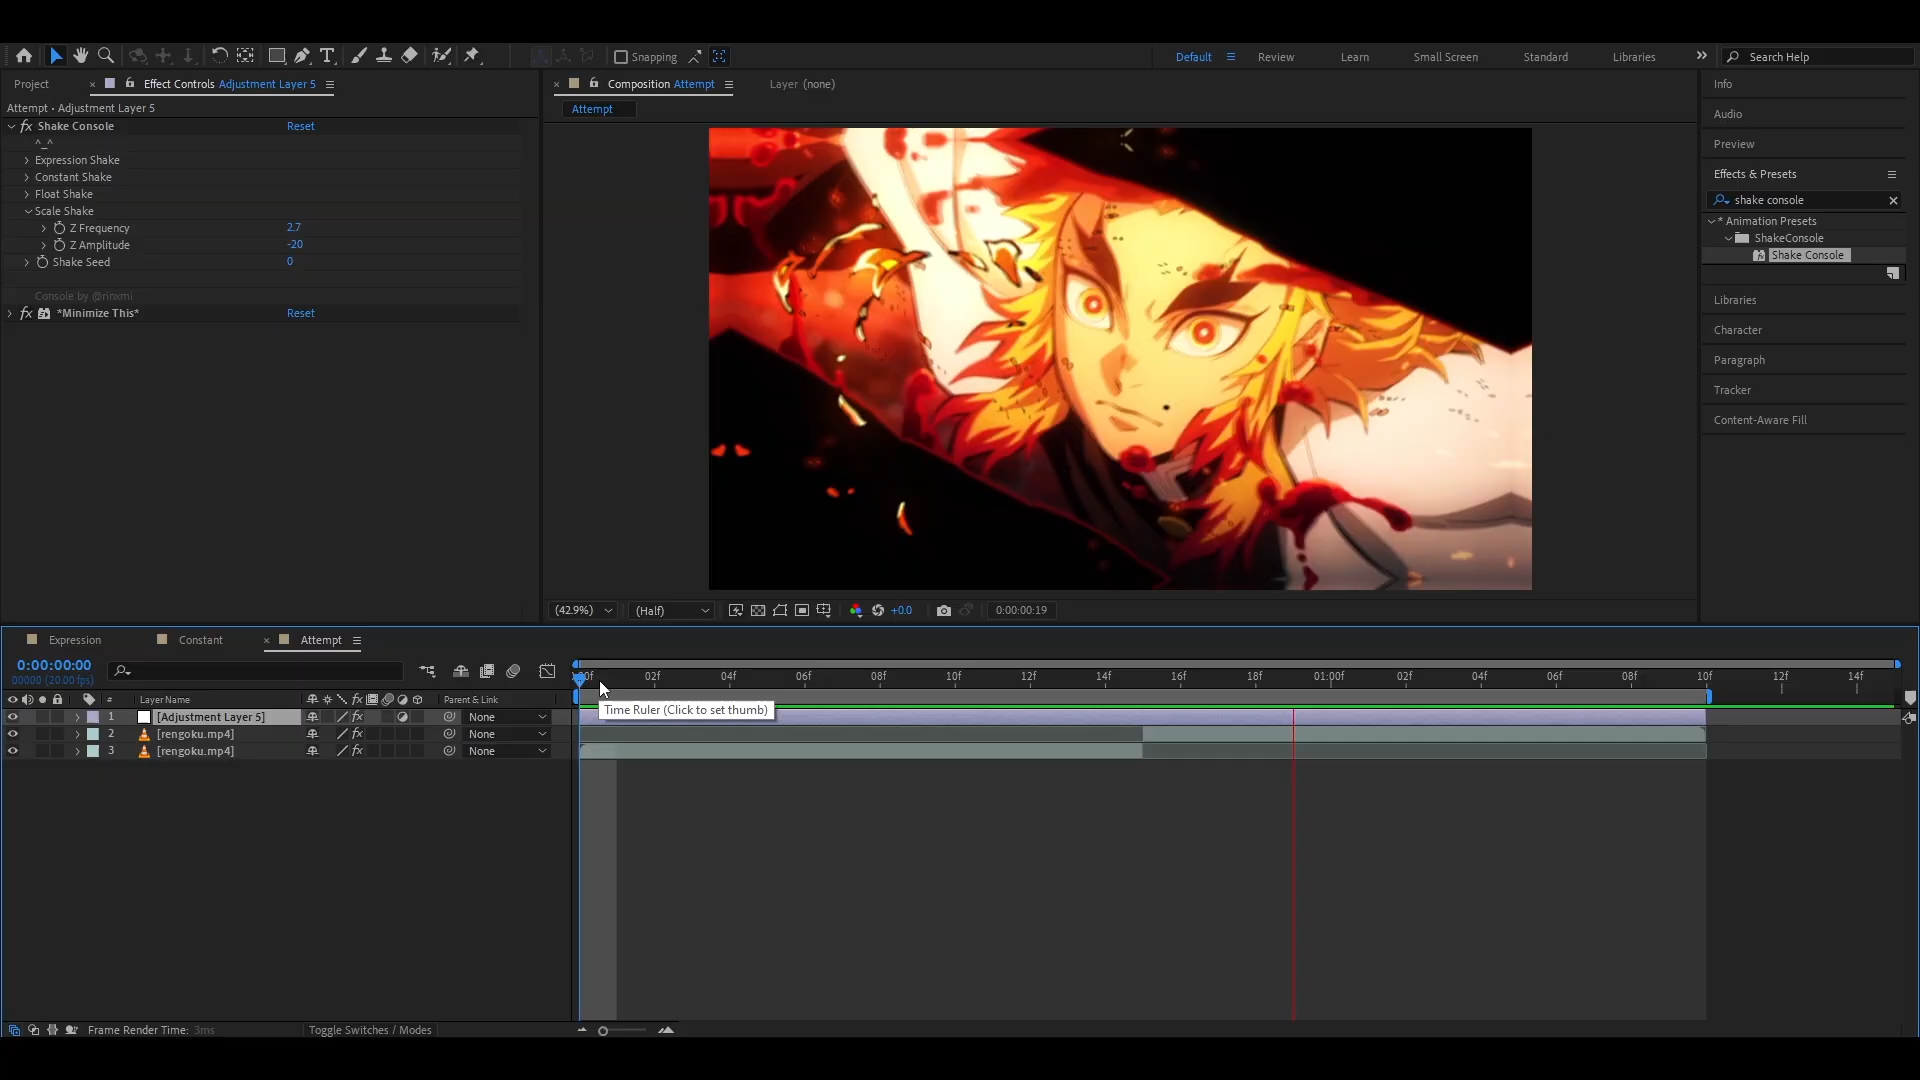 Snapping
Default
Review
Learn
Small Screen
Standard
Libraries
Search Help
Project
Effect Controls Adjustment Layer 5
Composition Attempt
Layer (none)
Info
Attempt • Adjustment Layer 5
Attempt
Audio
fx Shake Console Reset
^_^
Preview
Expression Shake
Constant Shake
Effects & Presets
Float Shake
shake console
Scale Shake
* Animation Presets
Z Frequency 2.7
ShakeConsole
Z Amplitude -20
Shake Console
Shake Seed 0
Console by @rinxmi
Libraries
fx *Minimize This* Reset
Character
Paragraph
Tracker
Content-Aware Fill
(42.9%)
(Half)
+0.0
0:00:00:19
Expression
Constant
Attempt
0:00:00:00
00000 (20.00 fps)
:00f 02f 04f 06f 08f 10f 12f 14f 16f 18f 01:00f 02f 04f 06f 08f 10f 12f 14f
# Layer Name fx Parent & Link
Time Ruler (Click to set thumb)
1 [Adjustment Layer 5] fx None
2 [rengoku.mp4] fx None
3 [rengoku.mp4] fx None
Frame Render Time: 3ms
Toggle Switches / Modes